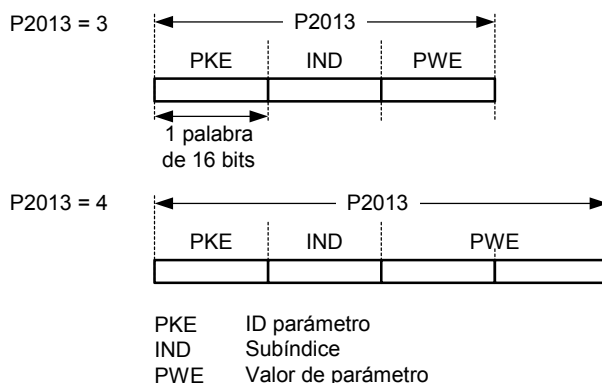 P2013 = 3
P2013
PKE IND PWE
1 palabra
de 16 bits
P2013 = 4
P2013
PKE IND PWE
PKE ID parámetro
IND Subíndice
PWE Valor de parámetro